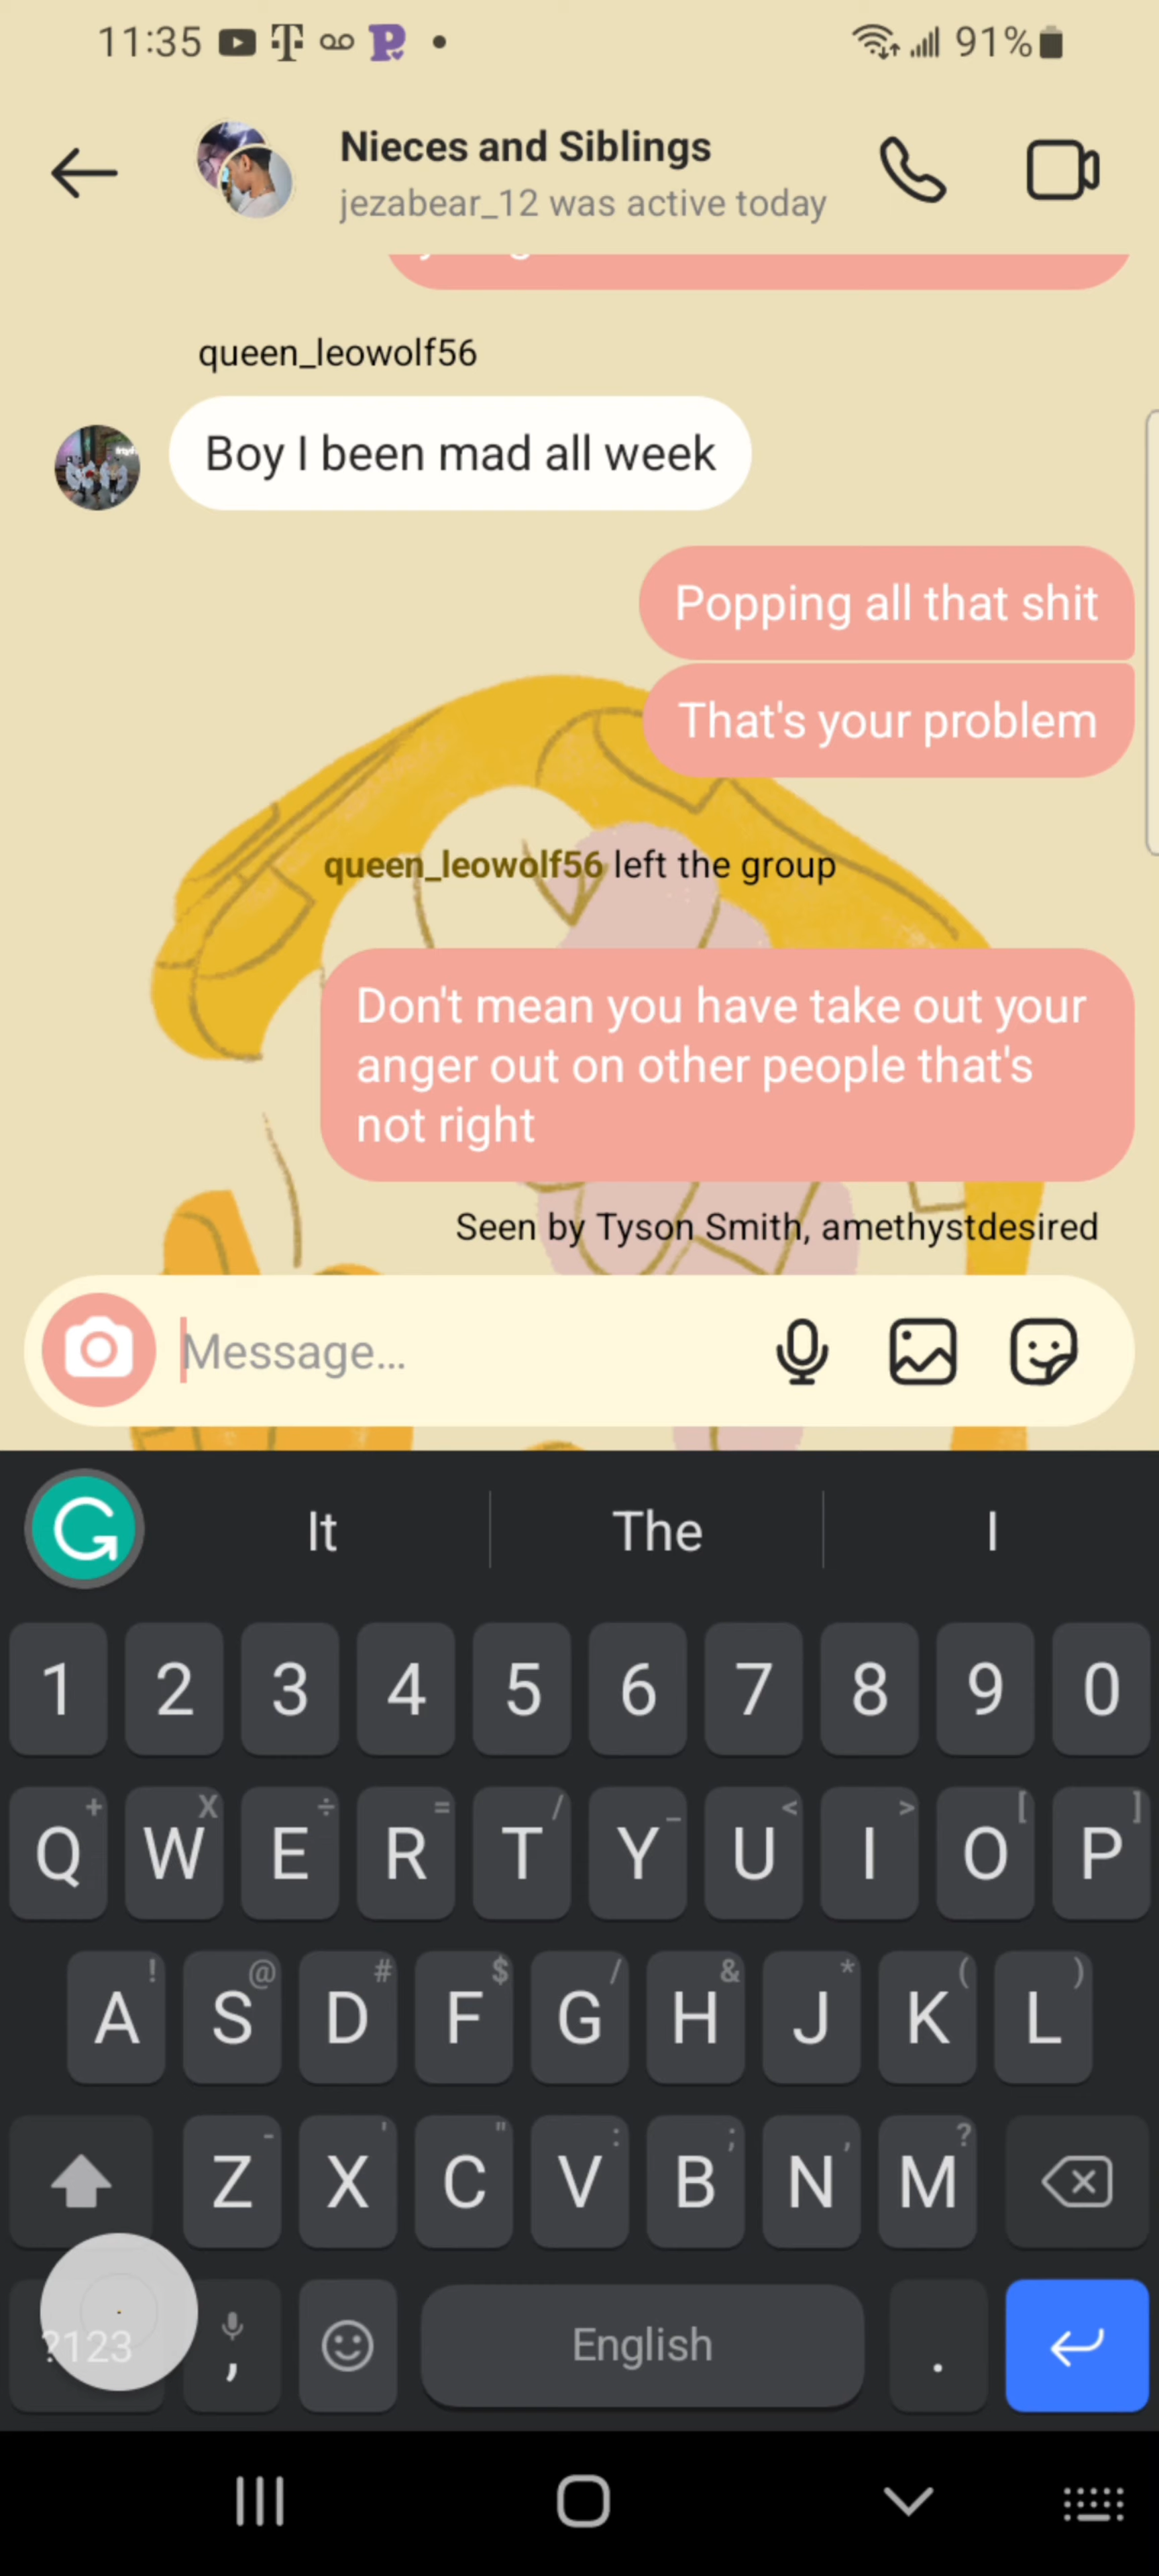 11:35
91%
Nieces and Siblings
jezabear_12 was active today
queen_leowolf56
Boy I been mad all week
Popping all that shit
That's your problem
queen_leowolf56 left the group
Don't mean you have take out your
anger out on other people that's
not right
Seen by Tyson Smith, amethystdesired
Message...
It The I
1 2 3 4 5 6 7 8 9 0
+ X ÷ = / _ < > [ ]
Q W E R T Y U I O P
! @ # $ / & * ( )
A S D F G H J K L
- ' " : ; , ?
Z X C V B N M
?123 , English .